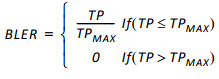 BLER = { TP / TP_MAX If(TP ≤ TP_MAX)
0 If(TP > TP_MAX)